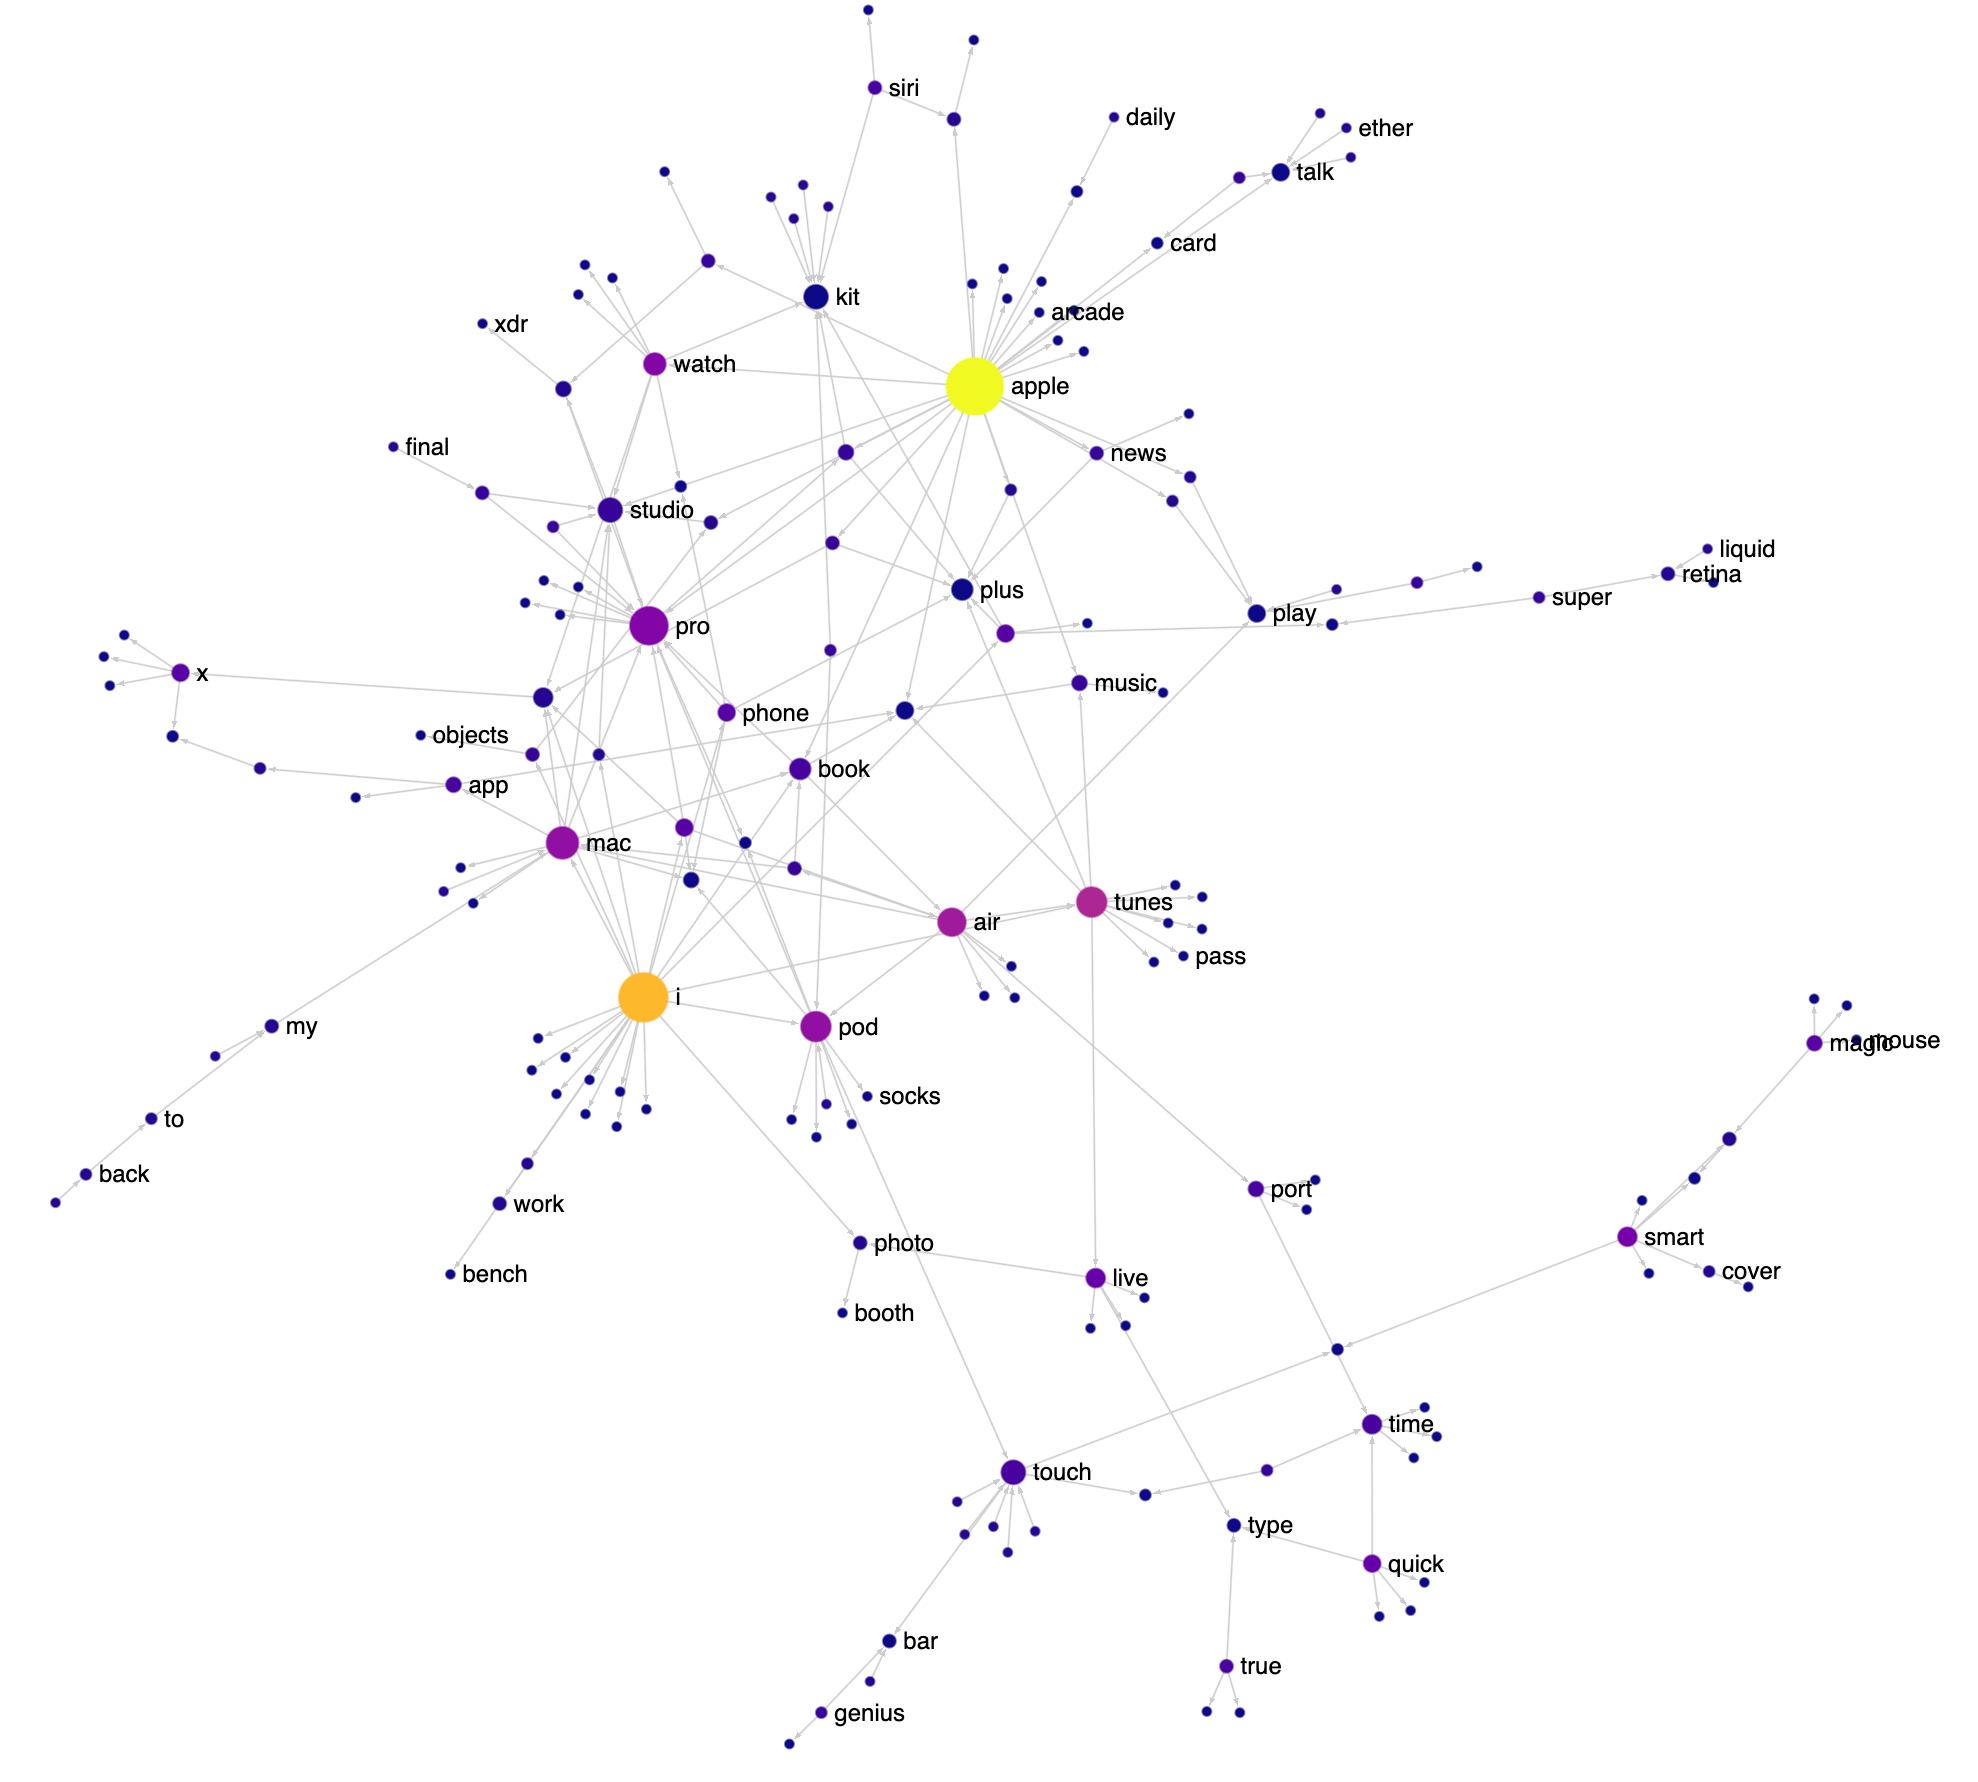 siri
daily
ether
talk
card
kit
arcade
xdr
watch
apple
final
news
studio
liquid
retina
plus
super
play
pro
x
music
phone
objects
book
app
mac
tunes
air
pass
i
pod
my
magic
mouse
socks
to
back
port
work
smart
photo
cover
bench
live
booth
time
touch
type
quick
bar
true
genius